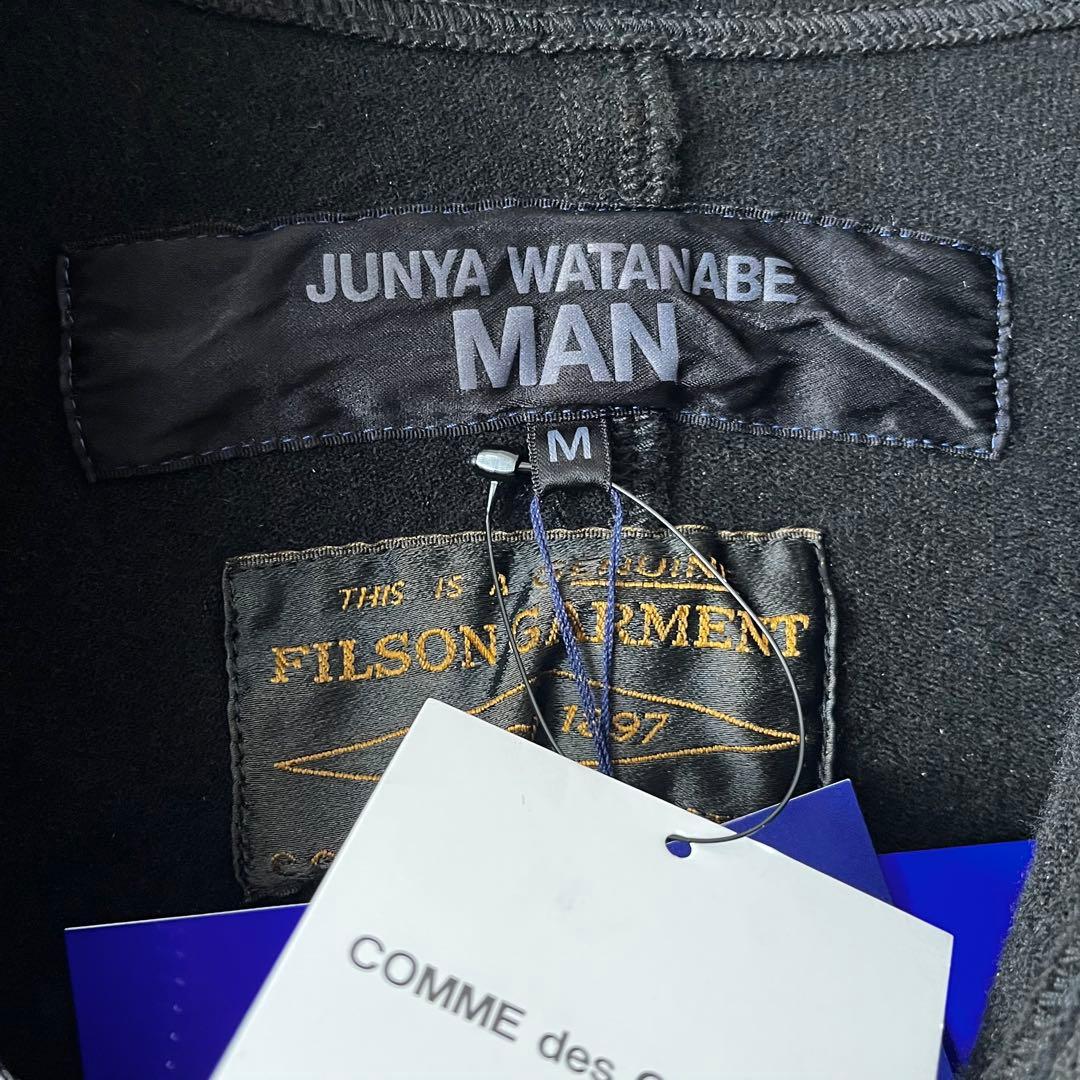 JUNYA WATANABE
MAN
M
THIS IS A GENUINE
FILSON GARMENT
1897
COMME des